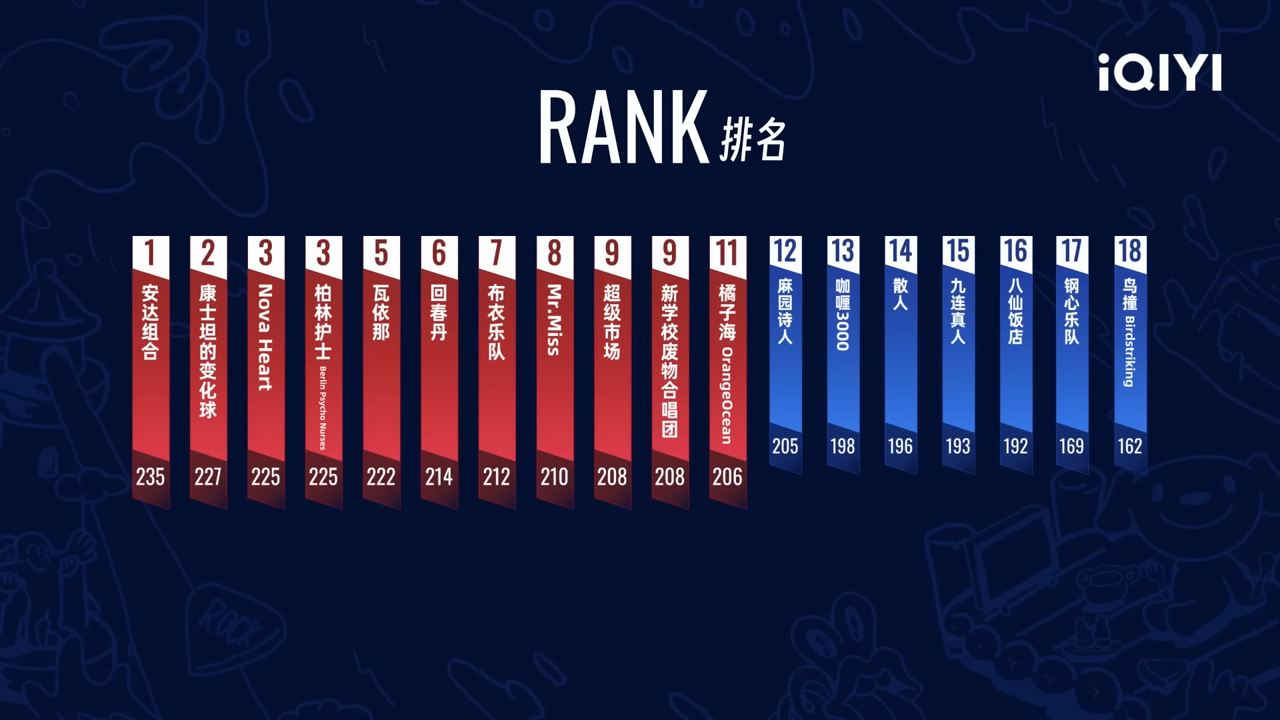 iQIYI
RANK 排名
1 安达组合 235
2 康士坦的变化球 227
3 Nova Heart 225
3 柏林护士 Berlin Psycho Nurses 225
5 瓦依那 222
6 回春丹 214
7 布衣乐队 212
8 Mr.Miss 210
9 超级市场 208
9 新学校废物合唱团 208
11 橘子海 OrangeOcean 206
12 麻园诗人 205
13 咖喱3000 198
14 散人 196
15 九连真人 193
16 八仙饭店 192
17 钢心乐队 169
18 鸟撞 Birdstriking 162
ROCK